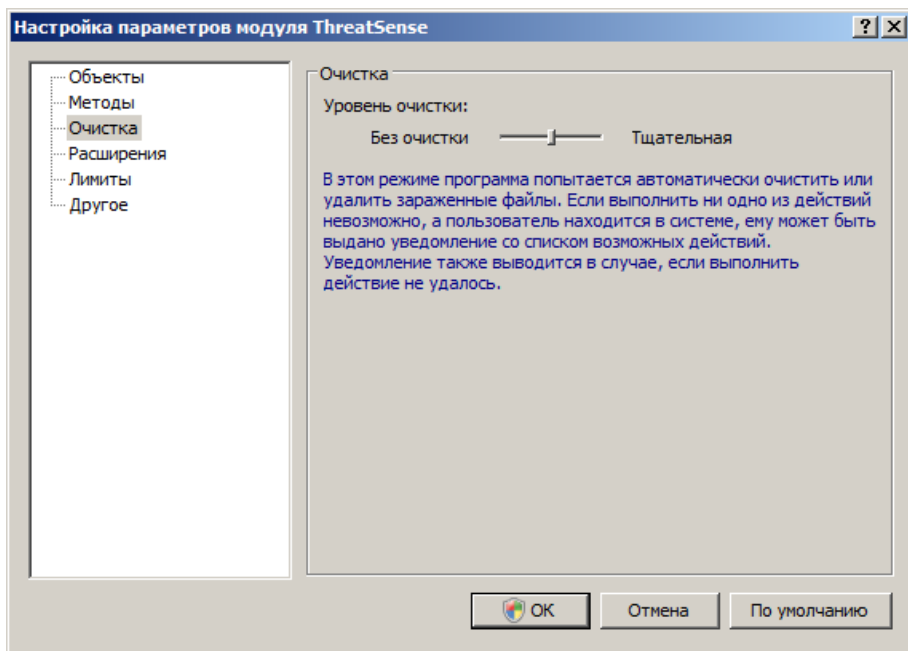 Настройка параметров модуля ThreatSense
Объекты
Методы
Очистка
Расширения
Лимиты
Другое
Очистка
Уровень очистки:
Без очистки Тщательная
В этом режиме программа попытается автоматически очистить или
удалить зараженные файлы. Если выполнить ни одно из действий
невозможно, а пользователь находится в системе, ему может быть
выдано уведомление со списком возможных действий.
Уведомление также выводится в случае, если выполнить
действие не удалось.
OK Отмена По умолчанию